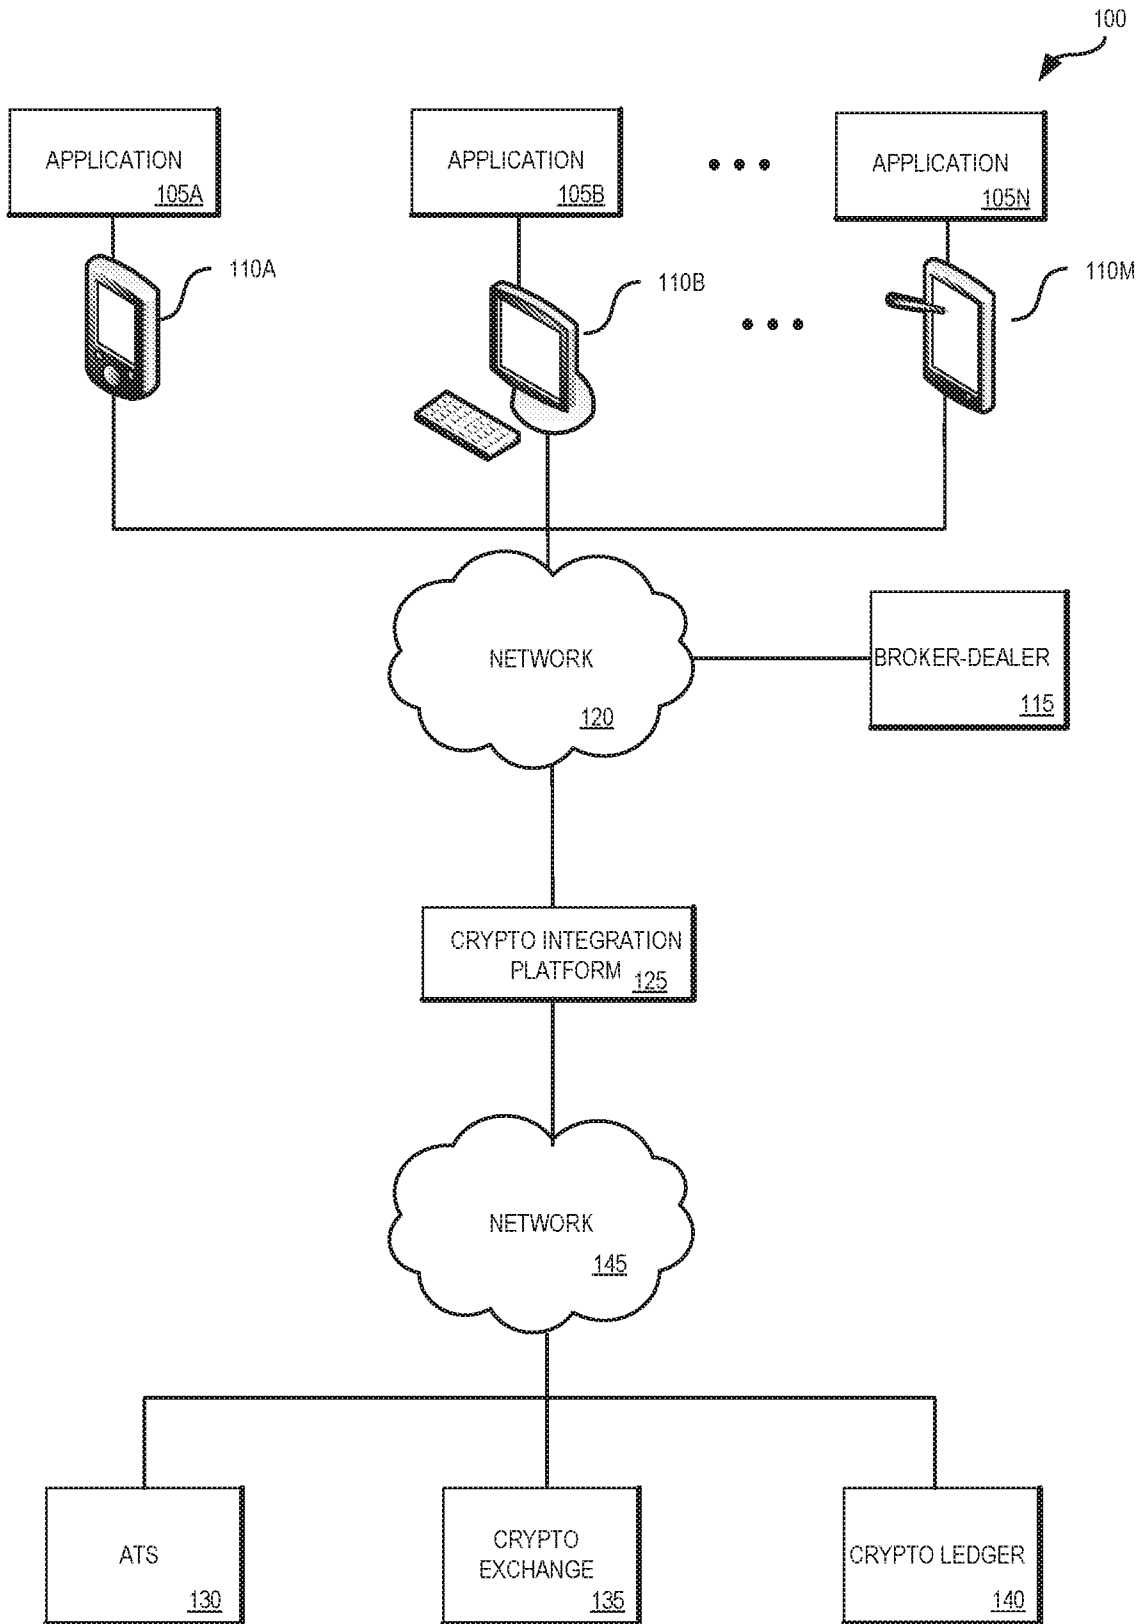 100
APPLICATION
105A
APPLICATION
105B
APPLICATION
105N
110A
110B
110M
NETWORK
120
BROKER-DEALER
115
CRYPTO INTEGRATION
PLATFORM 125
NETWORK
145
ATS
130
CRYPTO
EXCHANGE
135
CRYPTO LEDGER
140